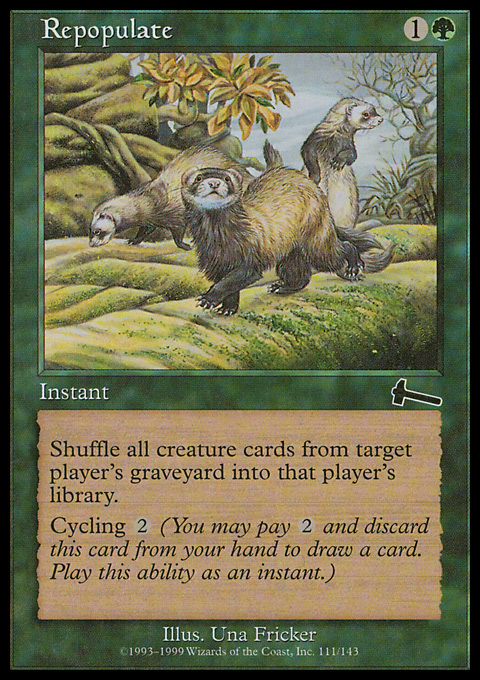 Repopulate 1
Instant
Shuffle all creature cards from target
player's graveyard into that player's
library.
Cycling 2 (You may pay 2 and discard
this card from your hand to draw a card.
Play this ability as an instant.)
Illus. Una Fricker
©1993–1999 Wizards of the Coast, Inc. 111/143